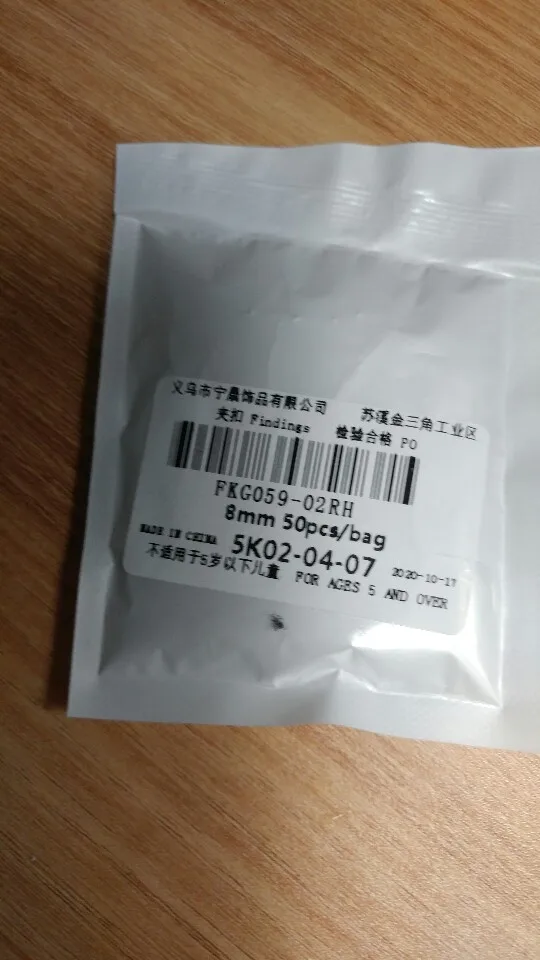 义乌市宁晨饰品有限公司 苏溪金三角工业区
夹扣 Findings 检验合格 PO
FKG059-02RH
8mm 50pcs/bag
MADE IN CHINA 5K02-04-07 2020-10-17
不适用于5岁以下儿童 FOR AGES 5 AND OVER